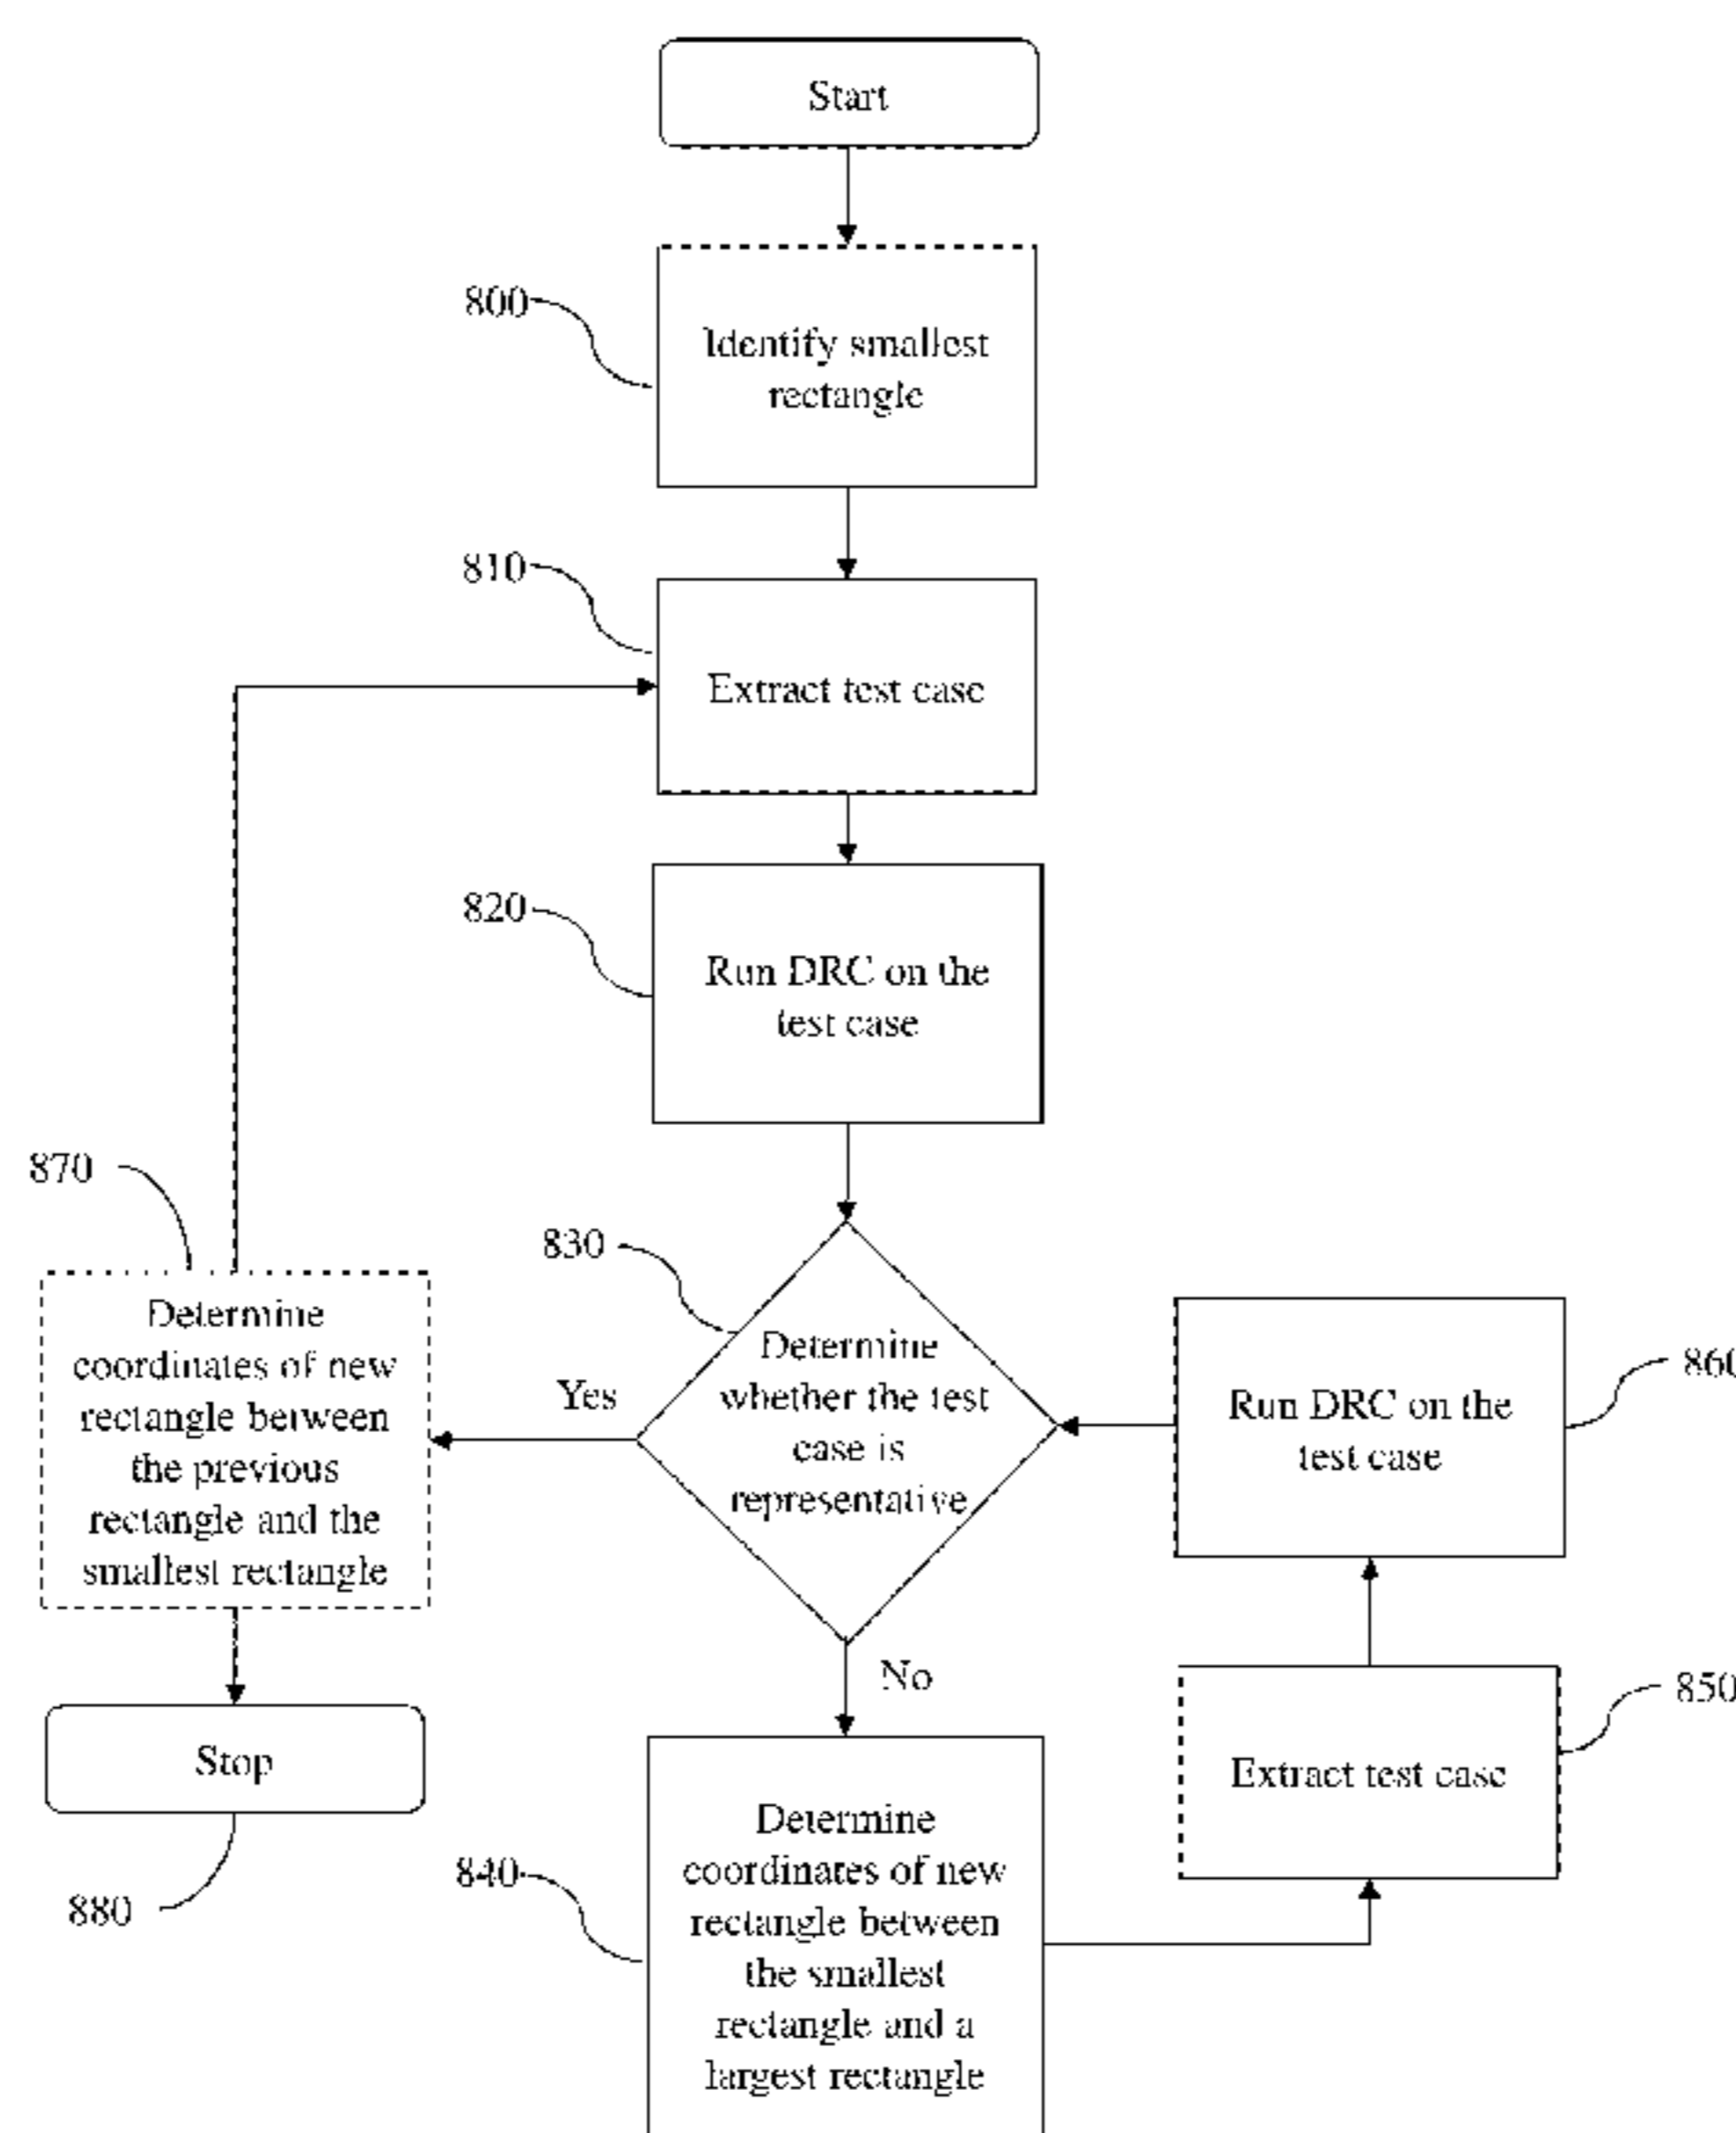 Start
800
Identify smallest
rectangle
810
Extract test case
820
Run DRC on the
test case
870
830
Determine
coordinates of new
rectangle between
the previous
rectangle and the
smallest rectangle
Yes
Determine
whether the test
case is
representative
Run DRC on the
test case
860
No
850
Extract test case
Stop
880
840
Determine
coordinates of new
rectangle between
the smallest
rectangle and a
largest rectangle